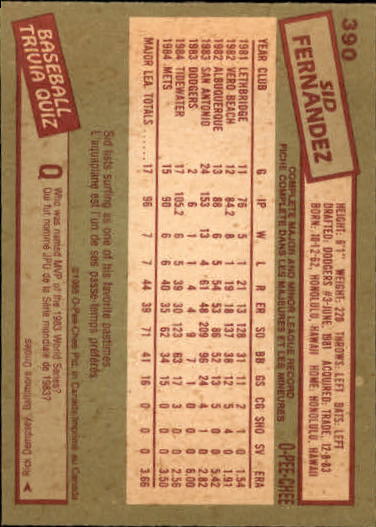 390
SID
FERNANDEZ
HEIGHT: 6'1" WEIGHT: 220 THROWS: LEFT BATS: LEFT
DRAFTED: DODGERS #3-JUNE, 1981 ACQUIRED: TRADE, 12-8-83
BORN: 10-12-62, HONOLULU, HAWAII HOME: HONOLULU, HAWAII
COMPLETE MAJOR AND MINOR LEAGUE RECORD
FICHE COMPLETE DANS LES MAJEURES ET LES MINEURES
O-PEE-CHEE
YEAR CLUB G IP W L R ER SO BB GS CG SHO SV ERA
1981 LETHBRIDGE 11 76 5 1 21 13 128 31 11 2 1 0 1.54
1982 VERO BEACH 12 84.2 8 1 19 18 137 38 12 5 4 0 1.91
1982 ALBUQUERQUE 13 88 6 5 54 53 86 52 13 0 0 5.42
1983 SAN ANTONIO 24 153 13 4 61 48 209 96 24 4 1 0 2.82
1983 DODGERS 2 6 0 1 4 4 9 7 1 0 0 0 6.00
1984 TIDEWATER 17 105.2 6 5 39 30 123 63 17 3 0 0 2.56
1984 METS 15 90 6 6 40 35 62 34 15 0 0 0 3.50
MAJOR LEA. TOTALS 17 96 6 7 44 39 71 41 16 0 0 0 3.66
Sid lists surfing as one of his favorite pastimes.
L'aquaplane est l'un de ses passe-temps préférés.
©1985 O-Pee-Chee Ptd. in Canada/Imprimé au Canada
BASEBALL
TRIVIA QUIZ
Q Who was named MVP of the 1983 World Series?
Qui fut nommé JPU de la Série mondiale de 1983?
Rick Dempsey, Baltimore Orioles A